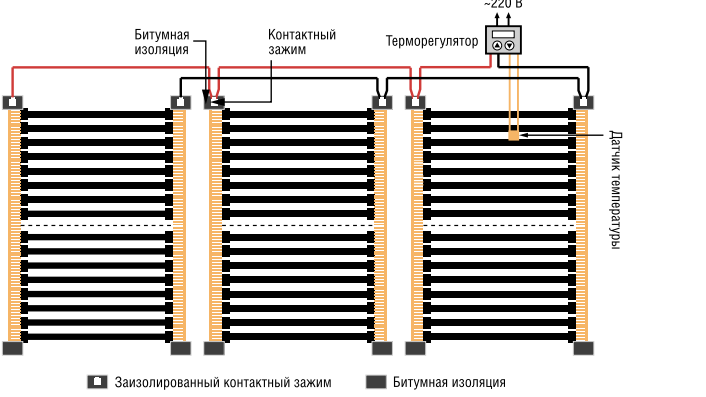 ~220 В
Битумная
изоляция
Контактный
зажим
Терморегулятор
Датчик температуры
Заизолированный контактный зажим
Битумная изоляция